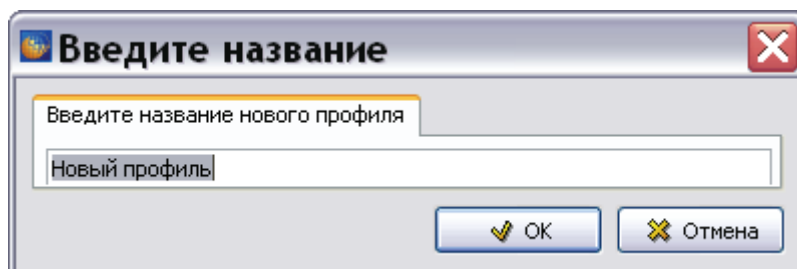 Введите название
Введите название нового профиля
Новый профиль
OK
Отмена